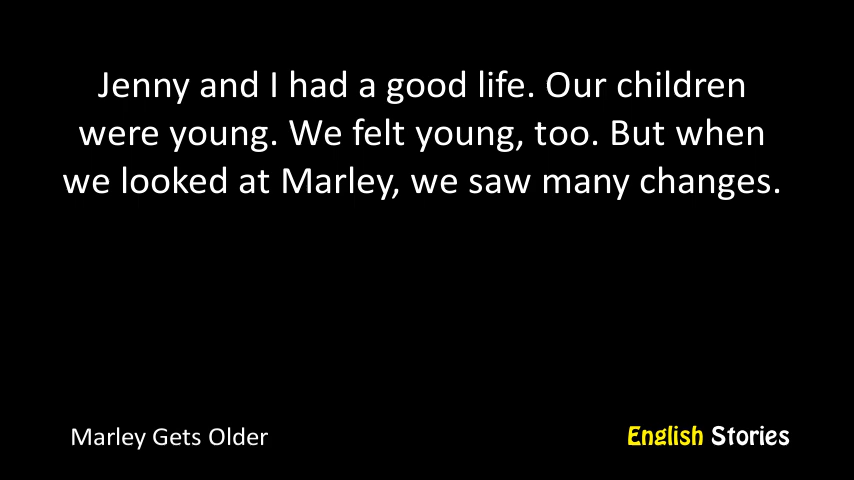 Jenny and I had a good life. Our children
were young. We felt young, too. But when
we looked at Marley, we saw many changes.
Marley Gets Older
English Stories